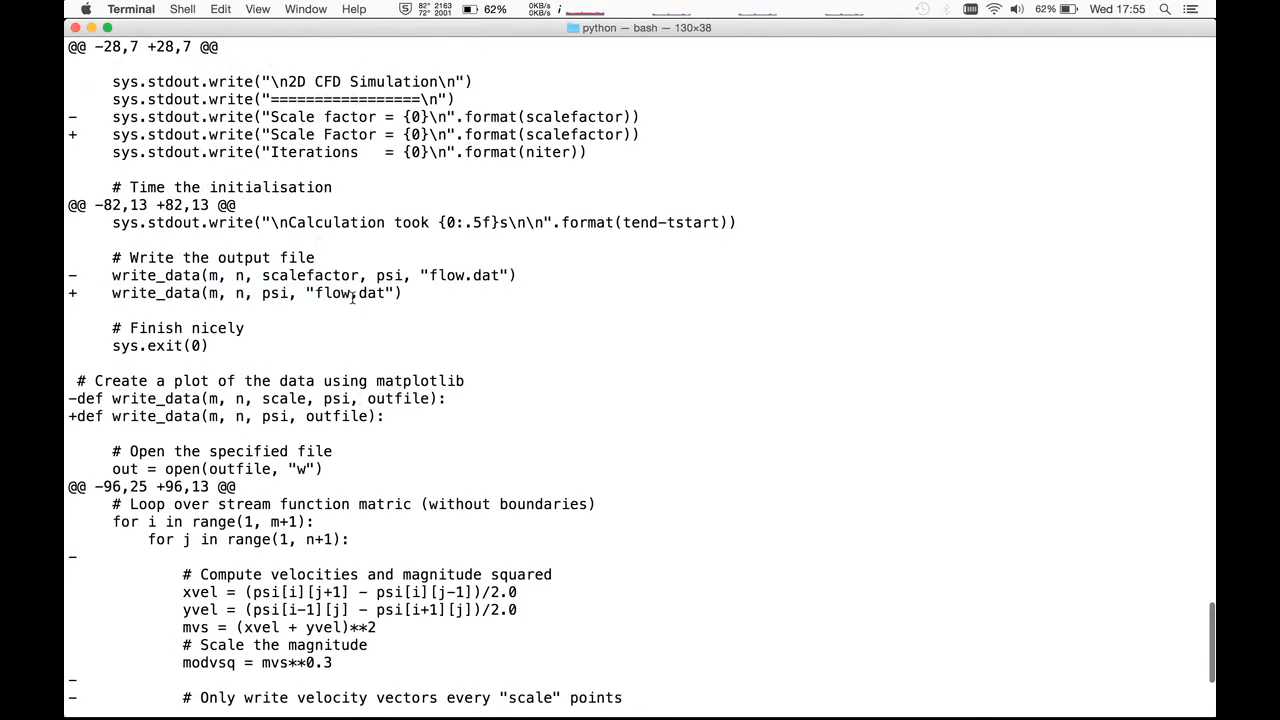 Terminal Shell Edit View Window Help 82° 2163 72° 2001 62% 0KB/s 0KB/s 62% Wed 17:55
python — bash — 130×38
@@ -28,7 +28,7 @@
     sys.stdout.write("\n2D CFD Simulation\n")
     sys.stdout.write("=================\n")
-    sys.stdout.write("Scale factor = {0}\n".format(scalefactor))
+    sys.stdout.write("Scale Factor = {0}\n".format(scalefactor))
     sys.stdout.write("Iterations   = {0}\n".format(niter))
     # Time the initialisation
@@ -82,13 +82,13 @@
     sys.stdout.write("\nCalculation took {0:.5f}s\n\n".format(tend-tstart))
     # Write the output file
-    write_data(m, n, scalefactor, psi, "flow.dat")
+    write_data(m, n, psi, "flow.dat")
     # Finish nicely
     sys.exit(0)
 # Create a plot of the data using matplotlib
-def write_data(m, n, scale, psi, outfile):
+def write_data(m, n, psi, outfile):
     # Open the specified file
     out = open(outfile, "w")
@@ -96,25 +96,13 @@
     # Loop over stream function matric (without boundaries)
     for i in range(1, m+1):
         for j in range(1, n+1):
-
             # Compute velocities and magnitude squared
             xvel = (psi[i][j+1] - psi[i][j-1])/2.0
             yvel = (psi[i-1][j] - psi[i+1][j])/2.0
             mvs = (xvel + yvel)**2
             # Scale the magnitude
             modvsq = mvs**0.3
-
-            # Only write velocity vectors every "scale" points